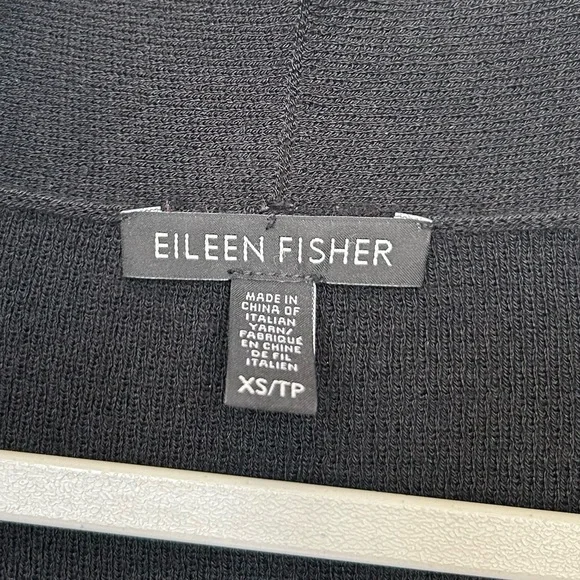 EILEEN FISHER
MADE IN
CHINA OF
ITALIAN
YARN/
FABRIQUÉ
EN CHINE
DE FIL
ITALIEN
XS/TP